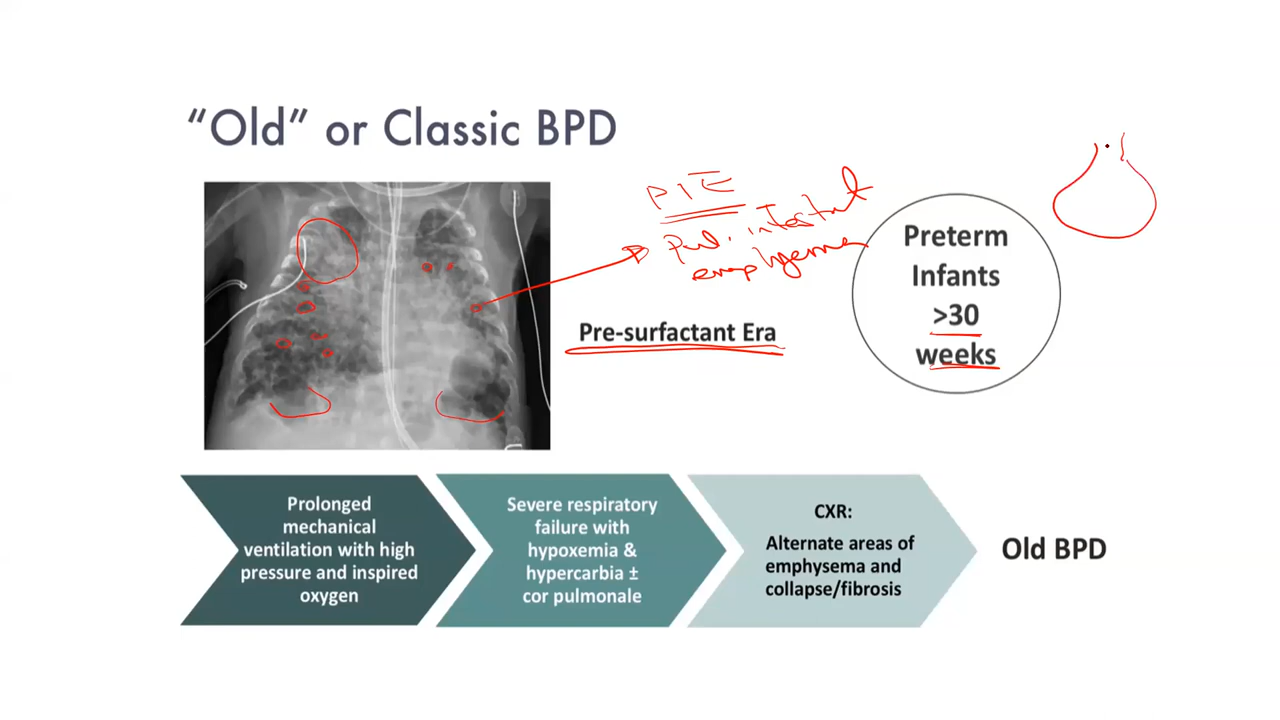 “Old” or Classic BPD
PIE
Pul. interstitial
emphysema
Pre-surfactant Era
Preterm
Infants
>30
weeks
Prolonged
mechanical
ventilation with high
pressure and inspired
oxygen
Severe respiratory
failure with
hypoxemia &
hypercarbia ±
cor pulmonale
CXR:
Alternate areas of
emphysema and
collapse/fibrosis
Old BPD